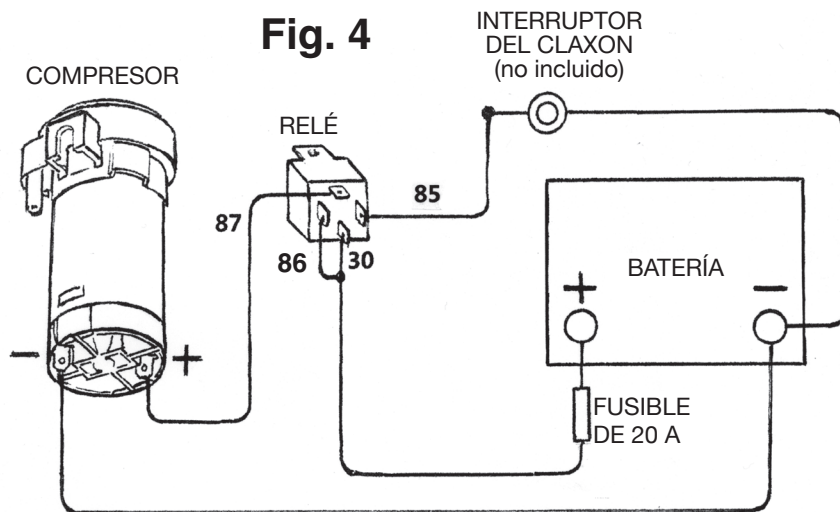 Fig. 4
INTERRUPTOR
DEL CLAXON
(no incluido)
COMPRESOR
RELÉ
85
87
86
30
BATERÍA
+
−
−
+
FUSIBLE
DE 20 A